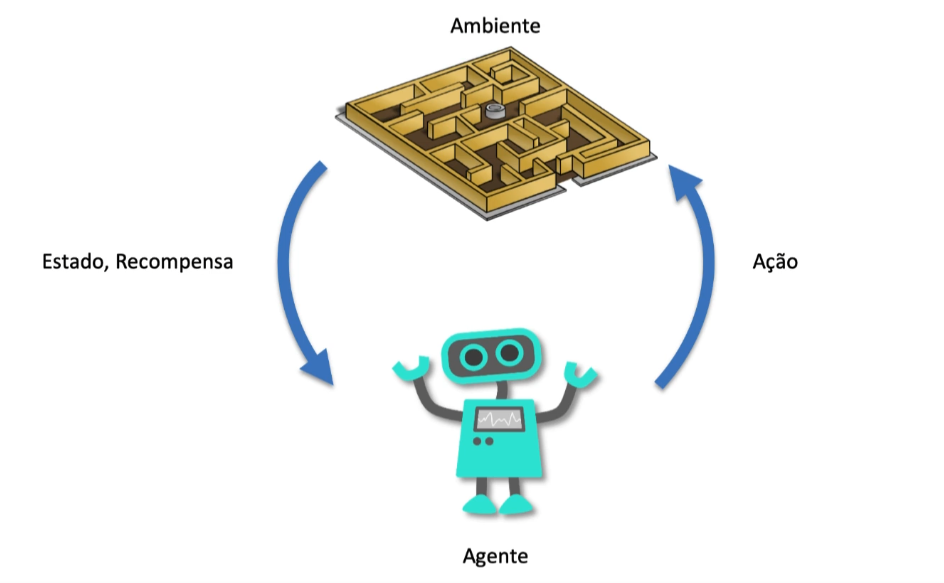 Ambiente
Estado, Recompensa
Ação
Agente